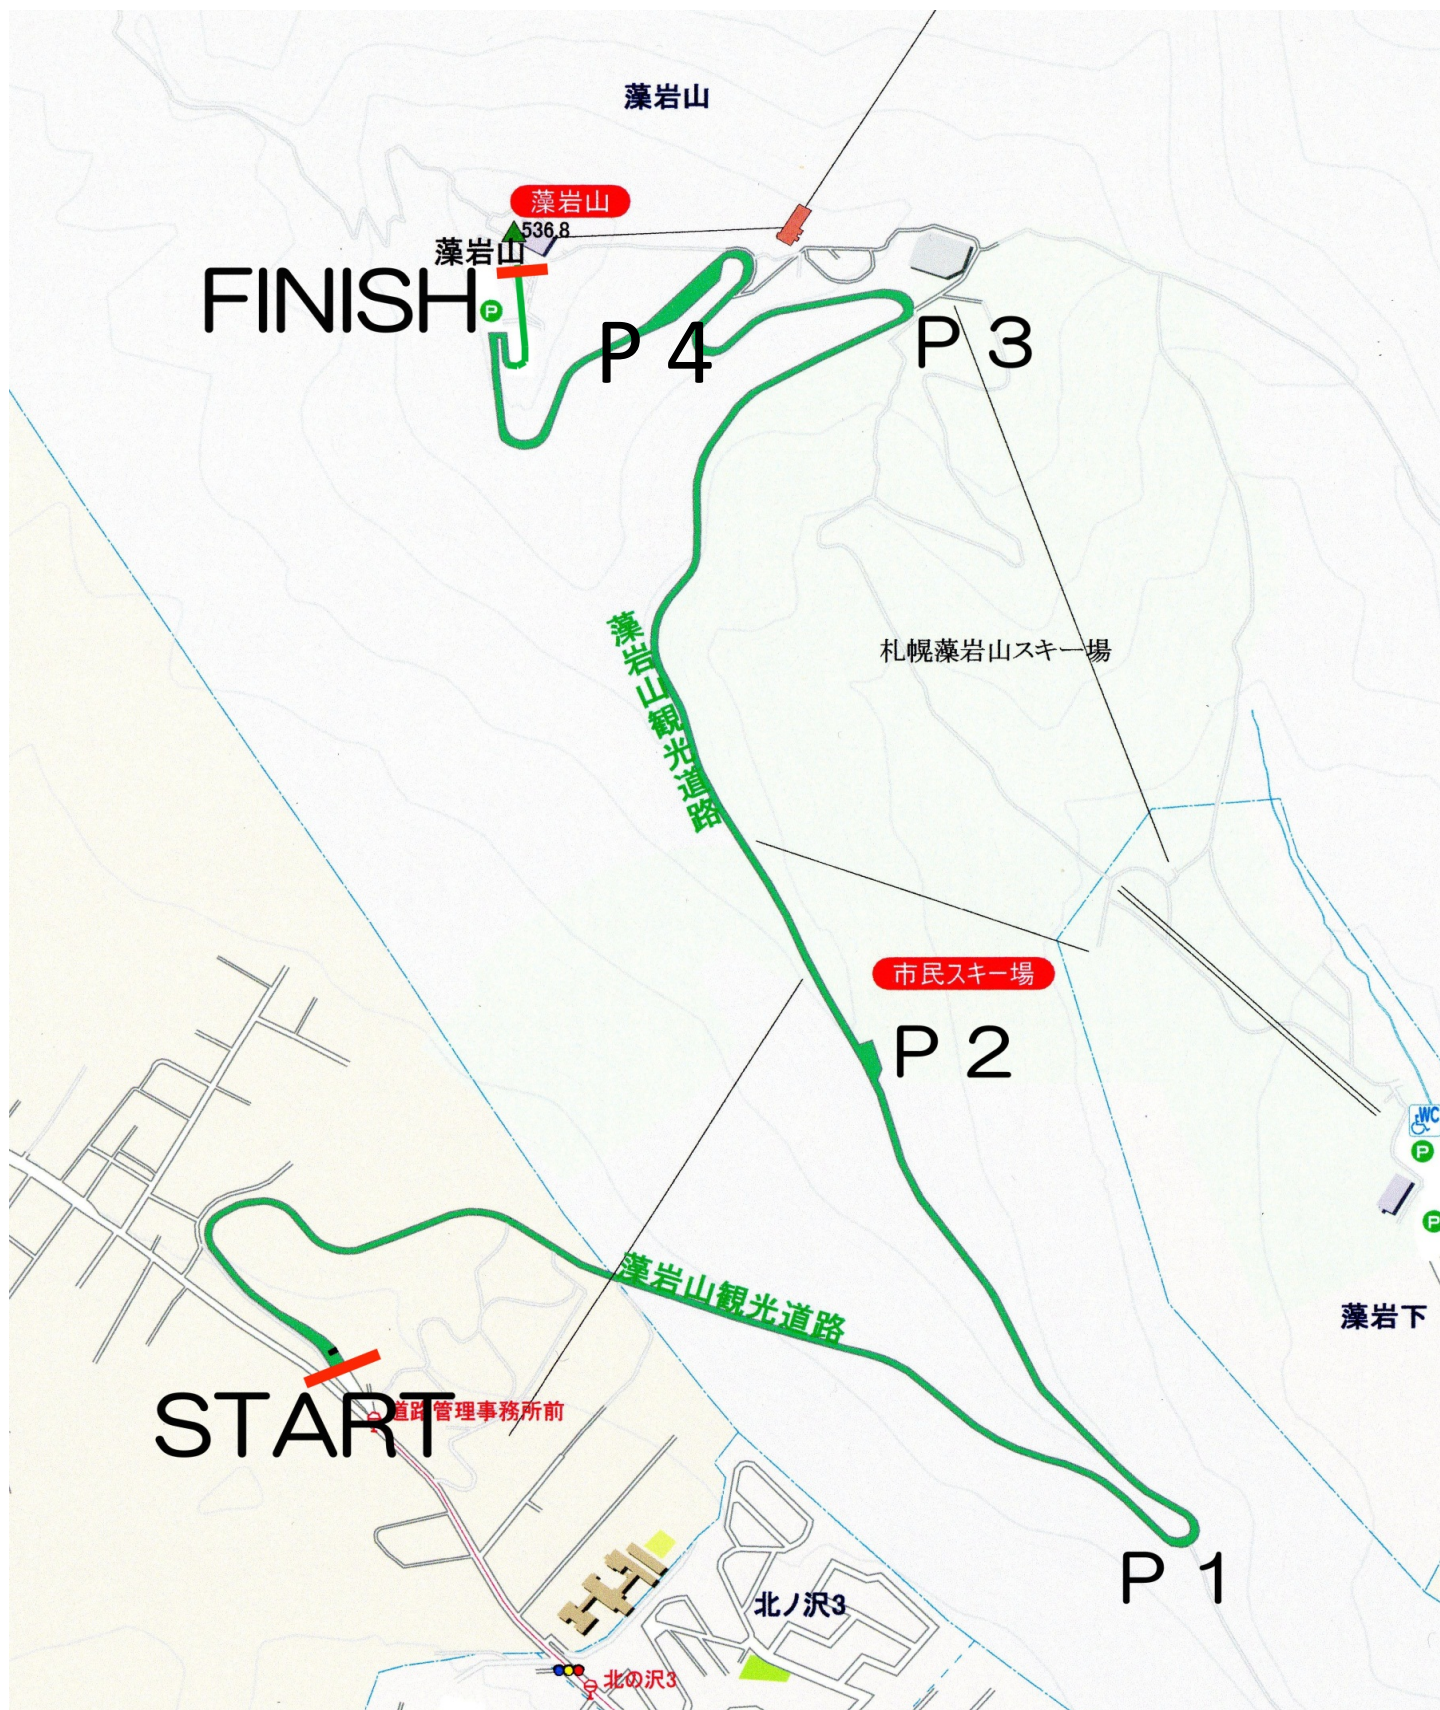 藻岩山
藻岩山
536.8
藻岩山
FINISH
P
P 4
P 3
藻岩山観光道路
札幌藻岩山スキー場
市民スキー場
P 2
WC
P
P
藻岩山観光道路
藻岩下
START
道路管理事務所前
P 1
北ノ沢3
北の沢3